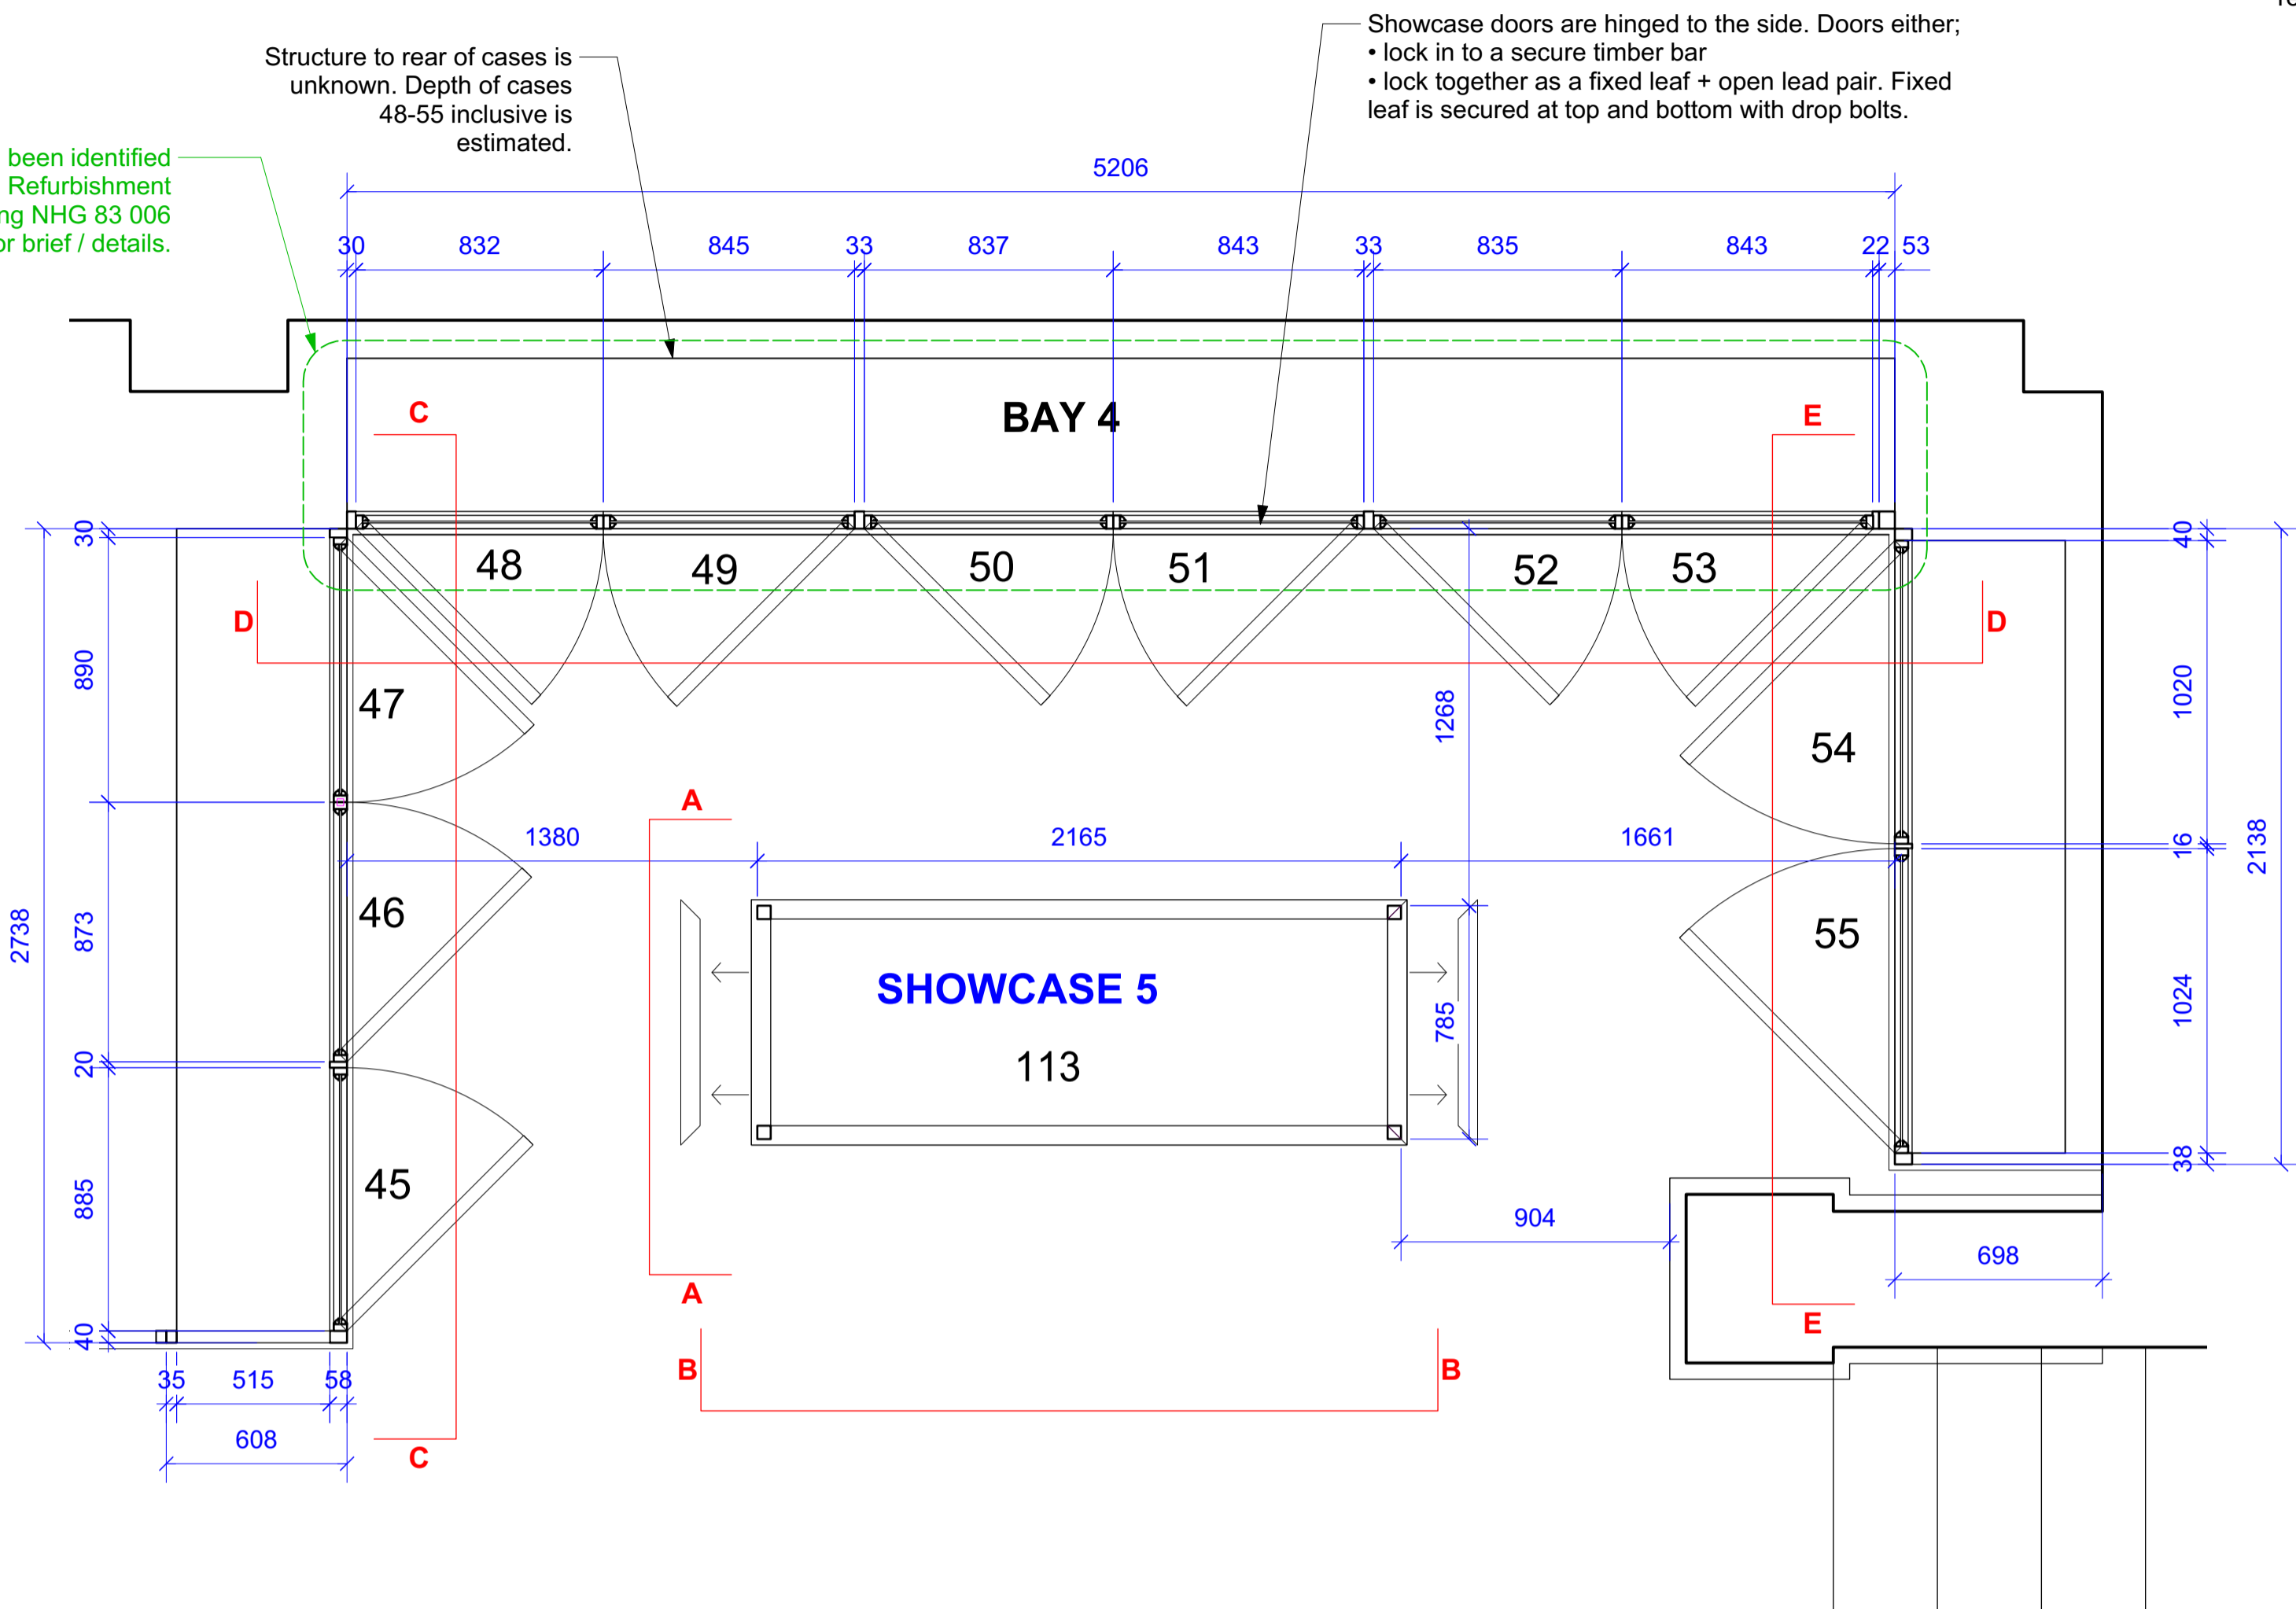 Showcase doors are hinged to the side. Doors either;
• lock in to a secure timber bar
• lock together as a fixed leaf + open lead pair. Fixed
leaf is secured at top and bottom with drop bolts.
Structure to rear of cases is
unknown. Depth of cases
48-55 inclusive is
estimated.
been identified
Refurbishment
NHG 83 006
brief / details.
5206
30 832 845 33 837 843 33 835 843 22 53
BAY 4
C E
48 49 50 51 52 53
D D
47
54
46
55
45
30
890
873
20
885
40
2738
A
1380 2165 1661
1268
785
SHOWCASE 5
113
A
B B
40
1020
16
1024
38
2138
904
698
E
35 515 58
608
C